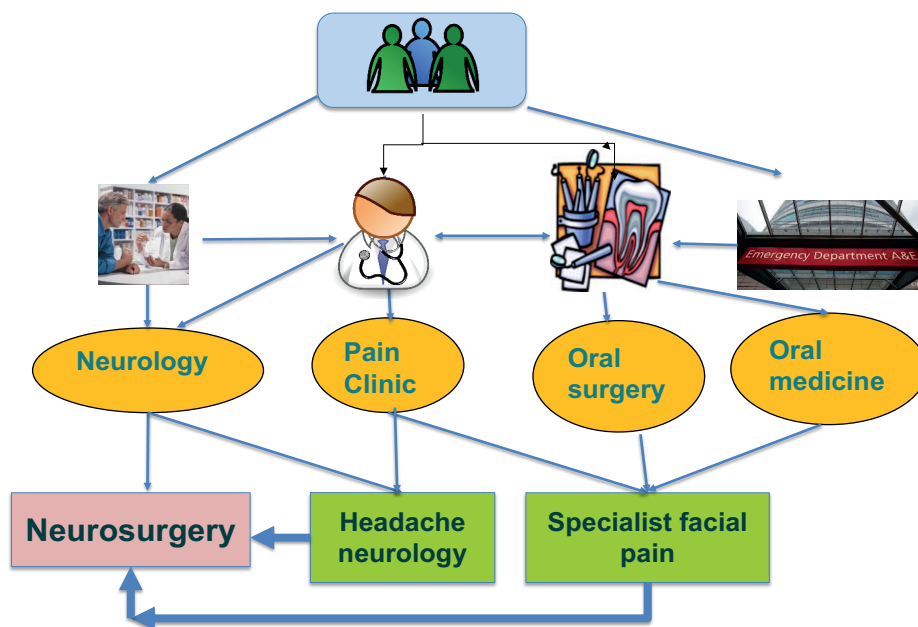 Emergency Department A&E
Neurology
Pain
Clinic
Oral
surgery
Oral
medicine
Neurosurgery
Headache
neurology
Specialist facial
pain